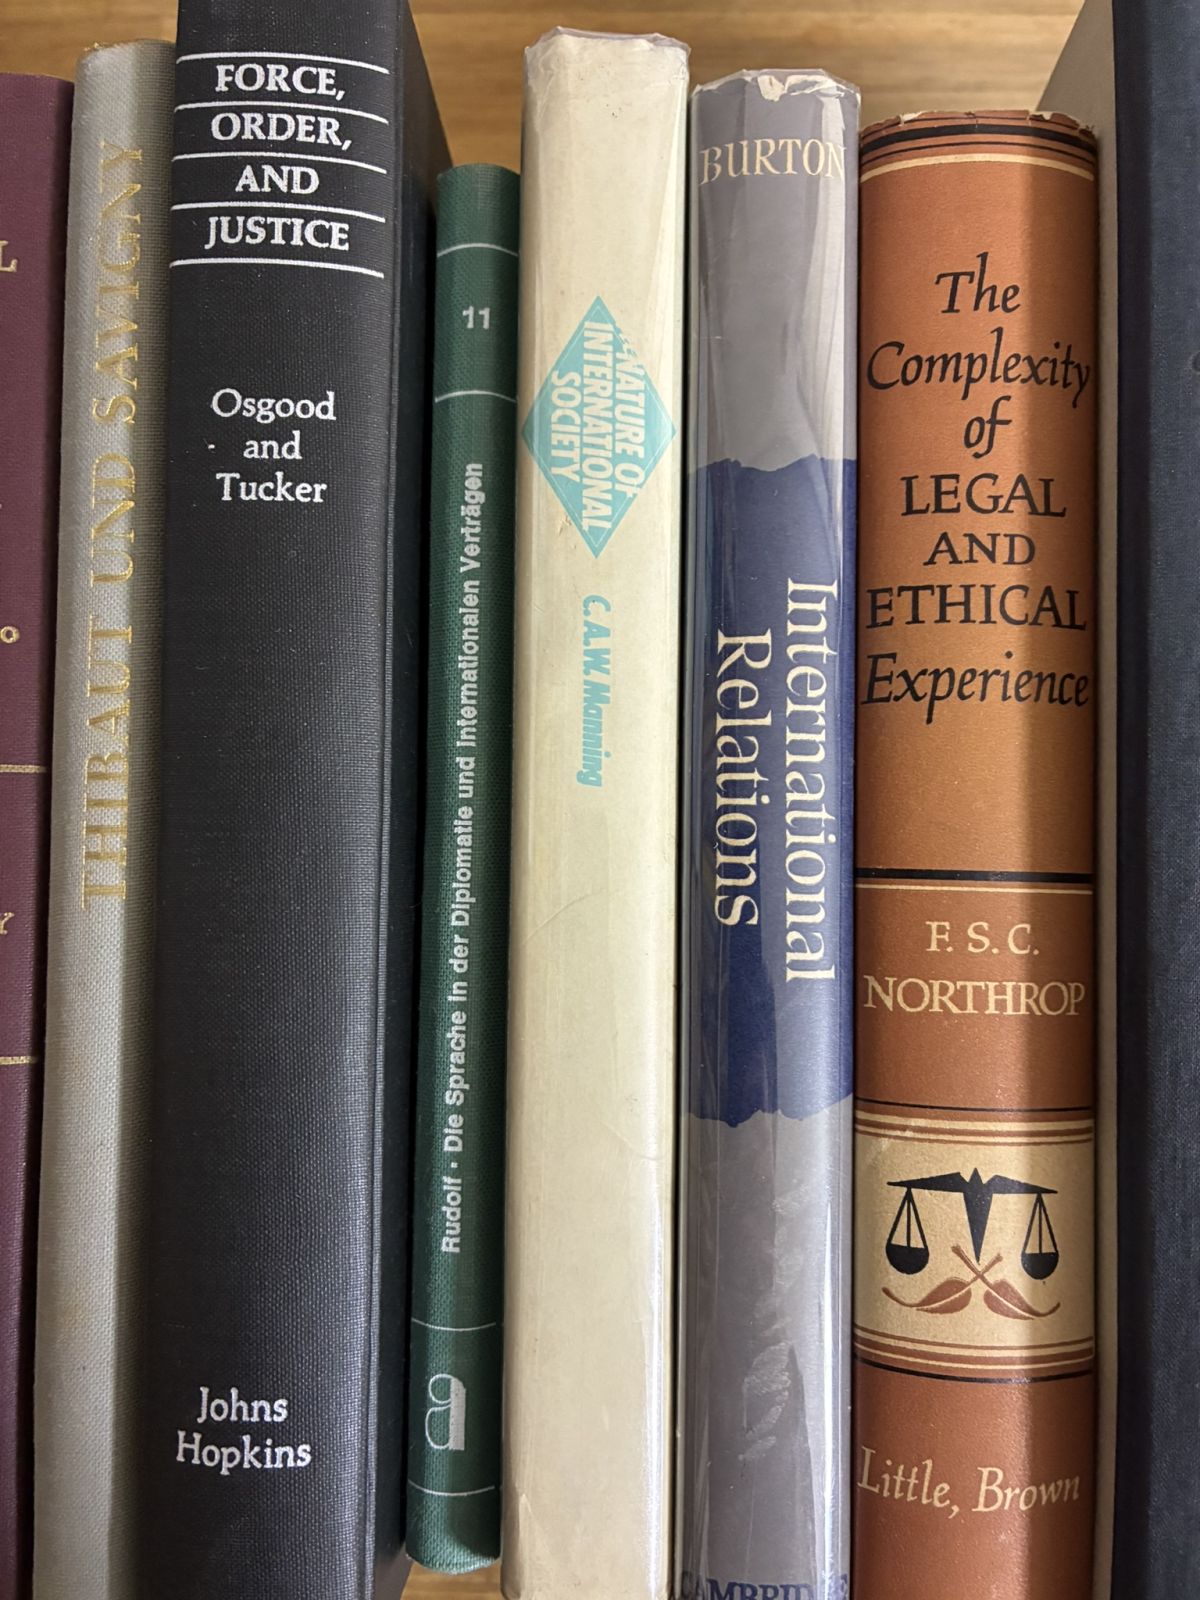 L
Y
THIBAUT UND SAVIGNY
FORCE,
ORDER,
AND
JUSTICE
Osgood
and
Tucker
Johns
Hopkins
11
Rudolf · Die Sprache in der Diplomatie und internationalen Verträgen
a
NATURE OF
INTERNATIONAL
SOCIETY
C. A. W. Manning
BURTON
International
Relations
The
Complexity
of
LEGAL
AND
ETHICAL
Experience
F. S. C.
NORTHROP
Little, Brown